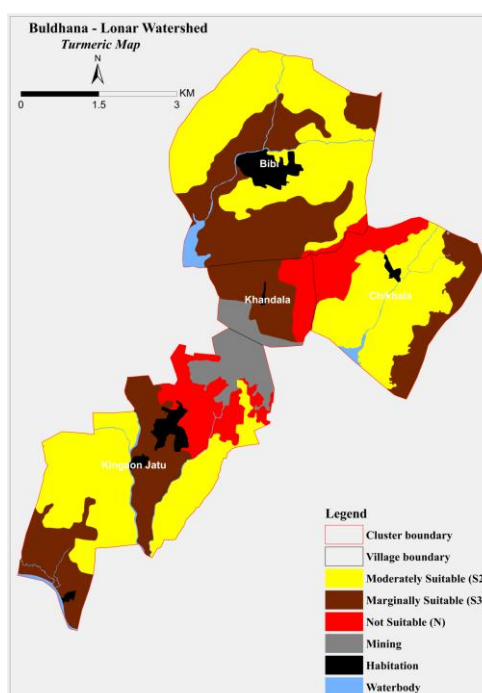 Buldhana - Lonar Watershed
Turmeric Map
N
KM
0 1.5 3
Bibi
Khandala
Chikhala
Kingaon Jatu
Legend
Cluster boundary
Village boundary
Moderately Suitable (S2
Marginally Suitable (S3
Not Suitable (N)
Mining
Habitation
Waterbody